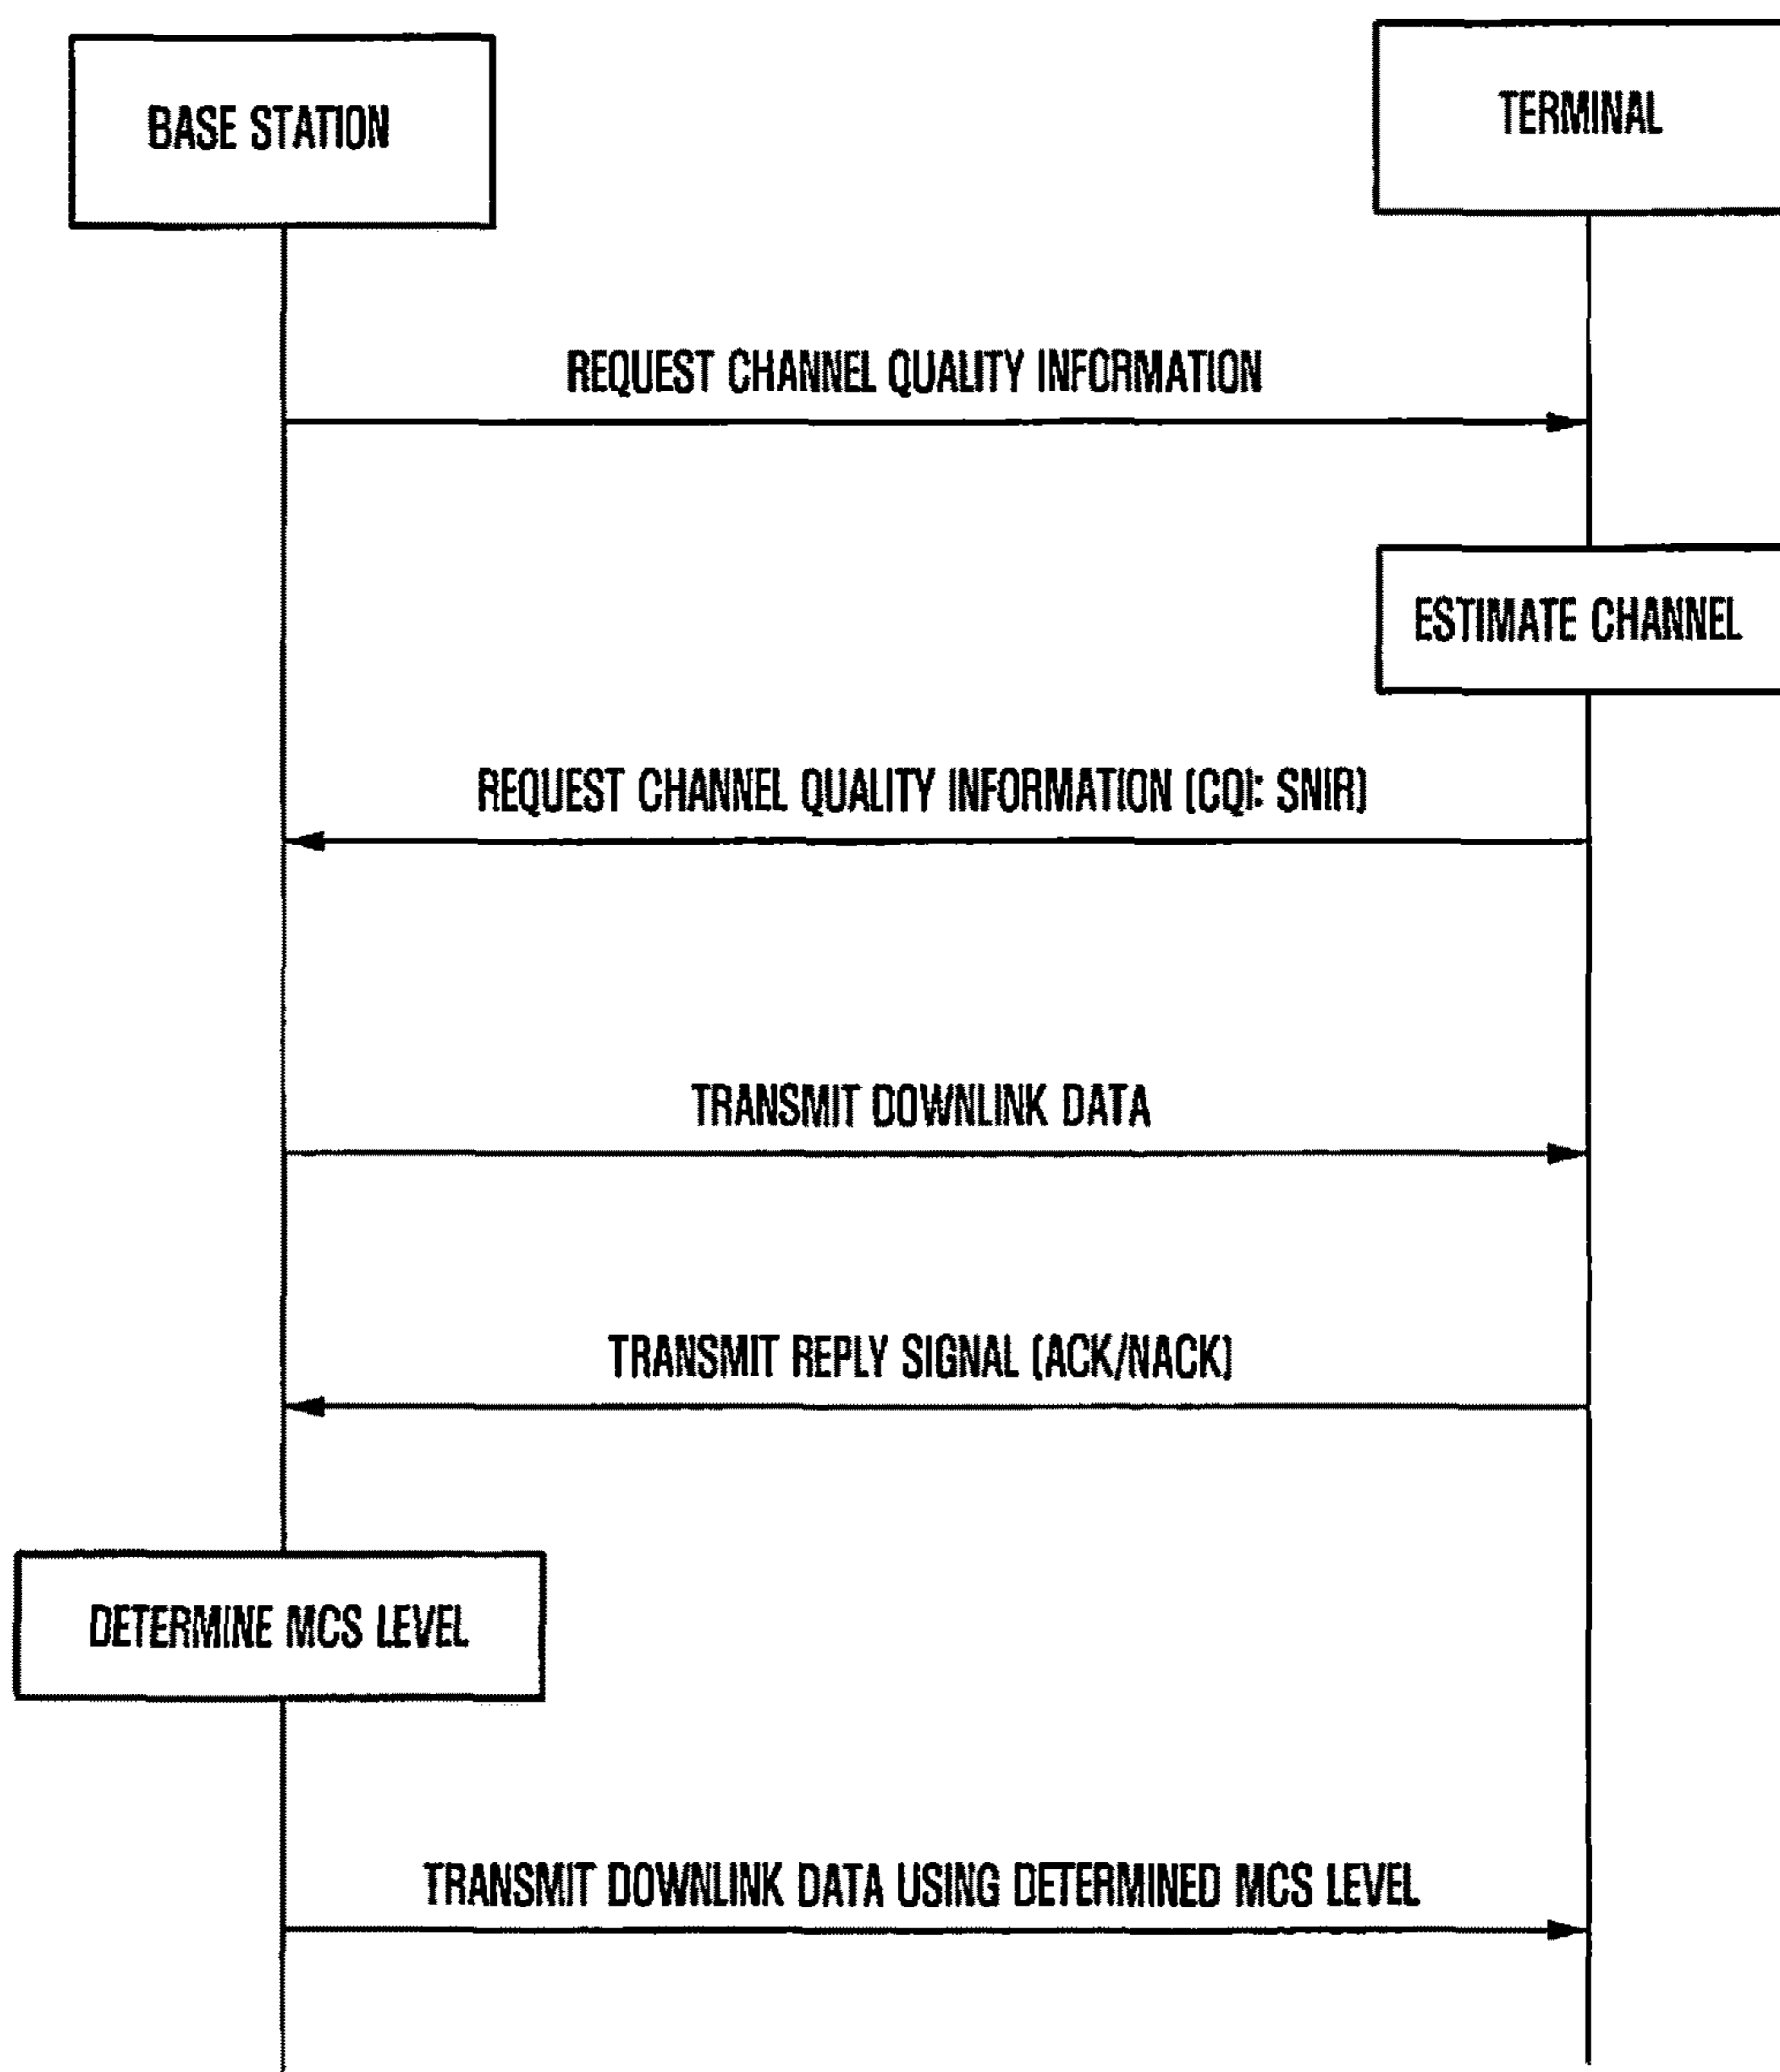 BASE STATION
TERMINAL
REQUEST CHANNEL QUALITY INFORMATION
ESTIMATE CHANNEL
REQUEST CHANNEL QUALITY INFORMATION (CQI: SNIR)
TRANSMIT DOWNLINK DATA
TRANSMIT REPLY SIGNAL (ACK/NACK)
DETERMINE MCS LEVEL
TRANSMIT DOWNLINK DATA USING DETERMINED MCS LEVEL